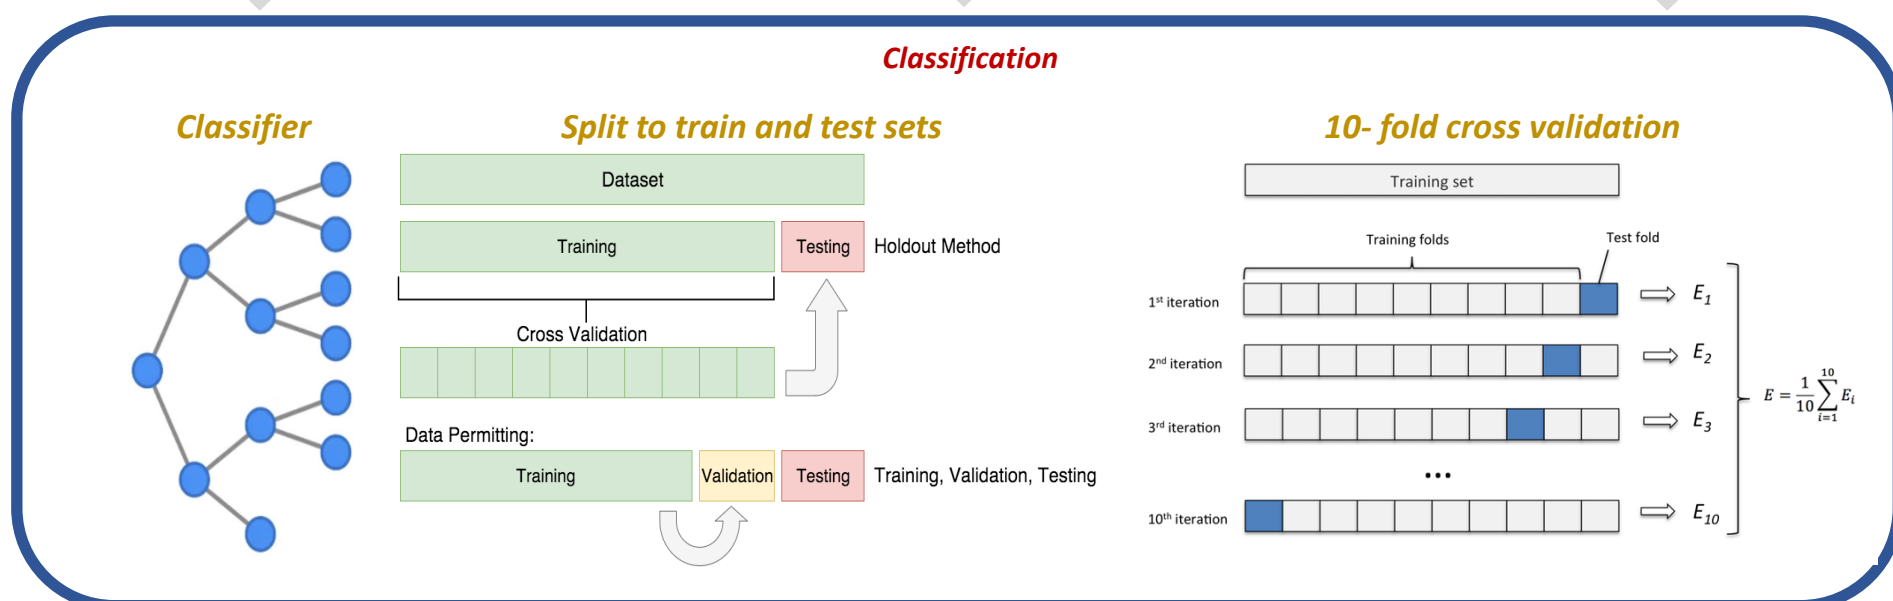 Classification
Classifier
Split to train and test sets
10- fold cross validation
Dataset
Training
Testing
Holdout Method
Cross Validation
Data Permitting:
Training
Validation
Testing
Training, Validation, Testing
Training set
Training folds
Test fold
1st iteration
E1
2nd iteration
E2
3rd iteration
E3
...
10th iteration
E10
E = 1/10 ∑ i=1 10 Ei